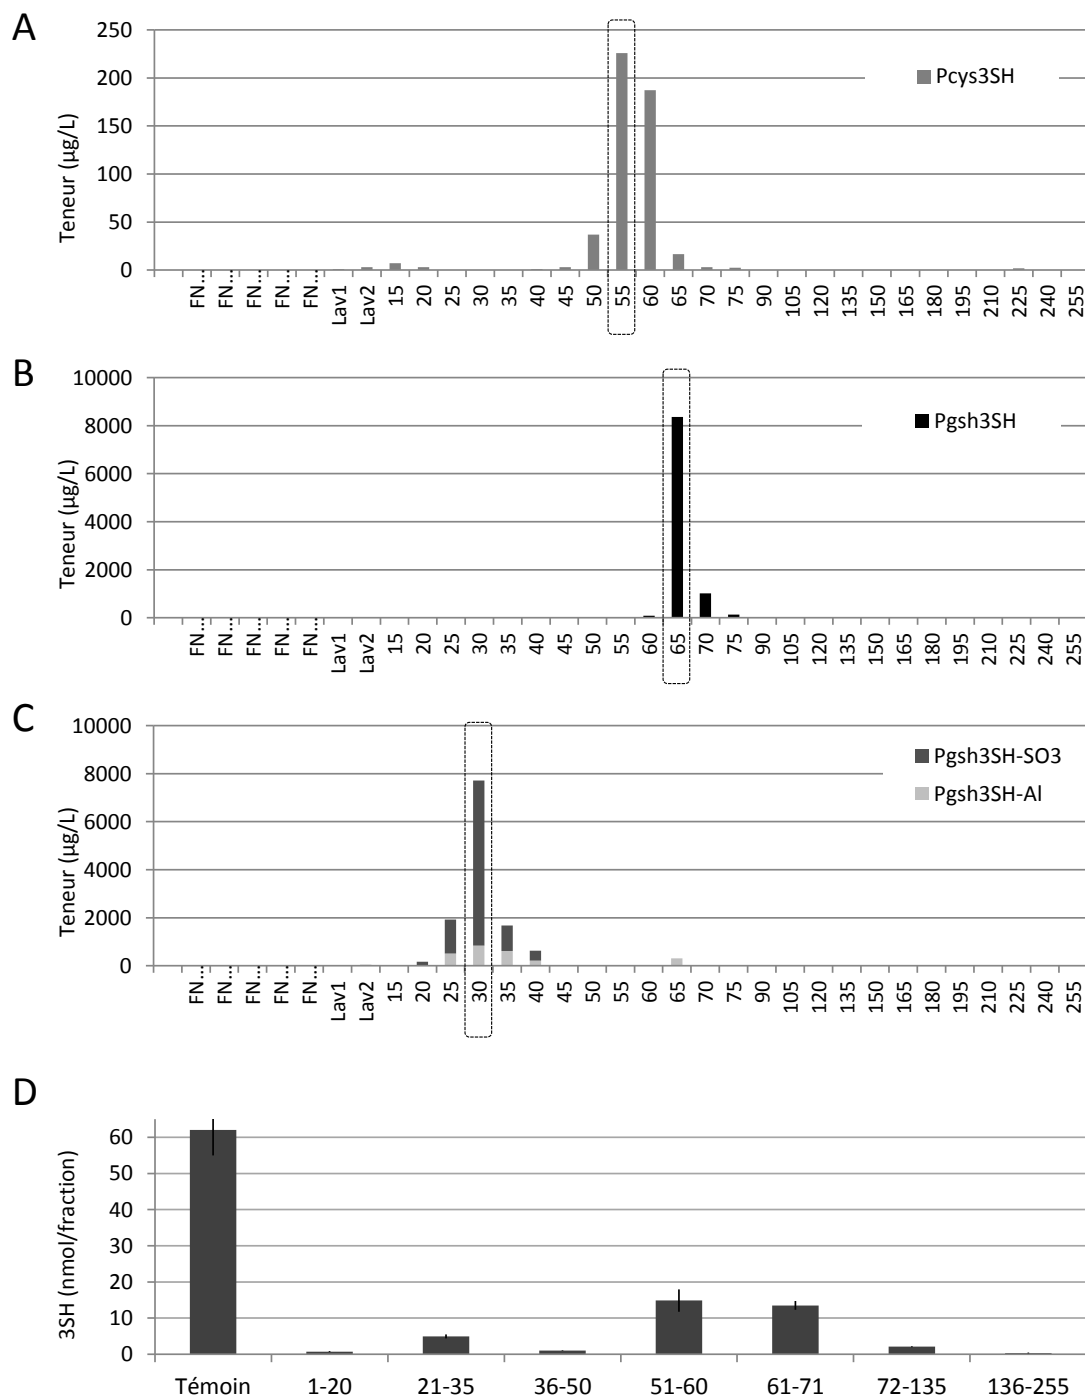 A
Teneur (µg/L)
250
200
150
100
50
0
Pcys3SH
FN... FN... FN... FN... FN... Lav1 Lav2 15 20 25 30 35 40 45 50 55 60 65 70 75 90 105 120 135 150 165 180 195 210 225 240 255
B
Teneur (µg/L)
10000
8000
6000
4000
2000
0
Pgsh3SH
FN... FN... FN... FN... FN... Lav1 Lav2 15 20 25 30 35 40 45 50 55 60 65 70 75 90 105 120 135 150 165 180 195 210 225 240 255
C
Teneur (µg/L)
10000
8000
6000
4000
2000
0
Pgsh3SH-SO3
Pgsh3SH-Al
FN... FN... FN... FN... FN... Lav1 Lav2 15 20 25 30 35 40 45 50 55 60 65 70 75 90 105 120 135 150 165 180 195 210 225 240 255
D
3SH (nmol/fraction)
60
50
40
30
20
10
0
Témoin 1-20 21-35 36-50 51-60 61-71 72-135 136-255